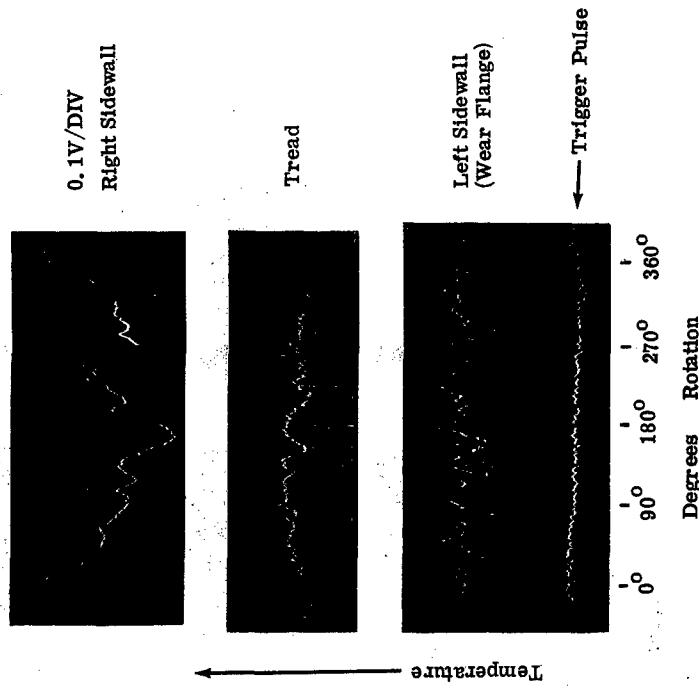 0.1V/DIV
Right Sidewall
Tread
Left Sidewall
(Wear Flange)
Trigger Pulse
0° 90° 180° 270° 360°
Degrees Rotation
Temperature